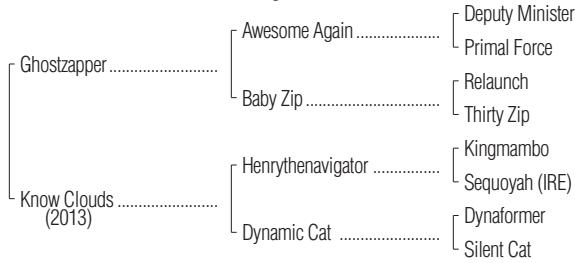 Deputy Minister
Awesome Again ..................
Primal Force
Ghostzapper .......................
Relaunch
Baby Zip .............................
Thirty Zip
Kingmambo
Henrythenavigator ..............
Sequoyah (IRE)
Know Clouds .....................
(2013)
Dynaformer
Dynamic Cat .....................
Silent Cat